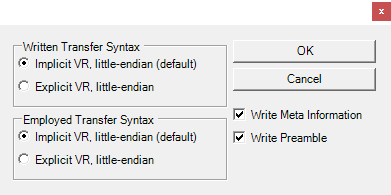 Written Transfer Syntax
Implicit VR, little-endian (default)
Explicit VR, little-endian
Employed Transfer Syntax
Implicit VR, little-endian (default)
Explicit VR, little-endian
OK
Cancel
Write Meta Information
Write Preamble